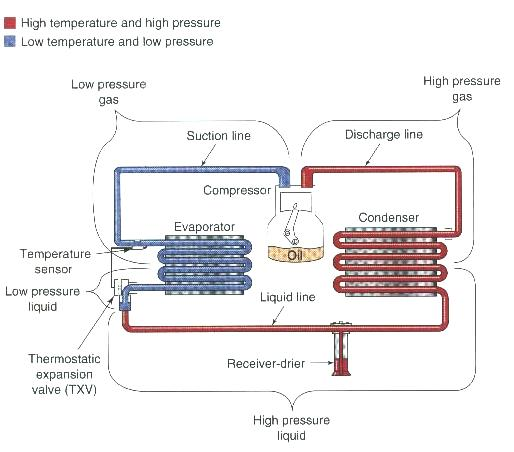 High temperature and high pressure
Low temperature and low pressure
Low pressure
gas
High pressure
gas
Suction line
Discharge line
Compressor
Evaporator
Condenser
Oil
Temperature
sensor
Low pressure
liquid
Liquid line
Thermostatic
expansion
valve (TXV)
Receiver-drier
High pressure
liquid